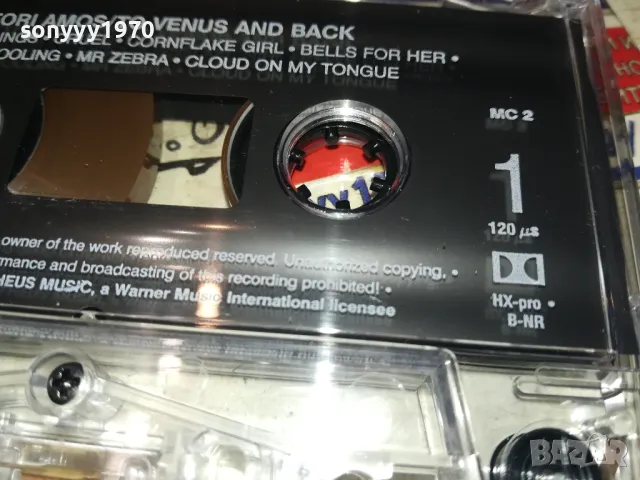 sonyyy1970
TORI AMOS TO VENUS AND BACK
CRUEL • CORNFLAKE GIRL • BELLS FOR HER •
COOLING • MR ZEBRA • CLOUD ON MY TONGUE
MC 2
1
120 µs
HX-pro •
B-NR
owner of the work reproduced reserved. Unauthorized copying, •
and broadcasting of this recording prohibited! •
MUSIC, a Warner Music International licensee
BAZAR